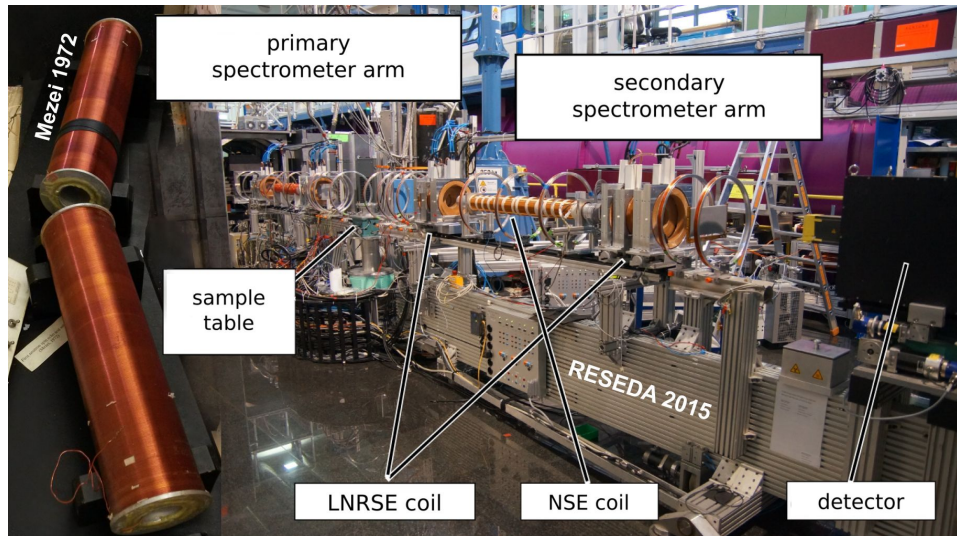 Mezei 1972
primary
spectrometer arm
secondary
spectrometer arm
sample
table
RESEDA 2015
LNRSE coil
NSE coil
detector